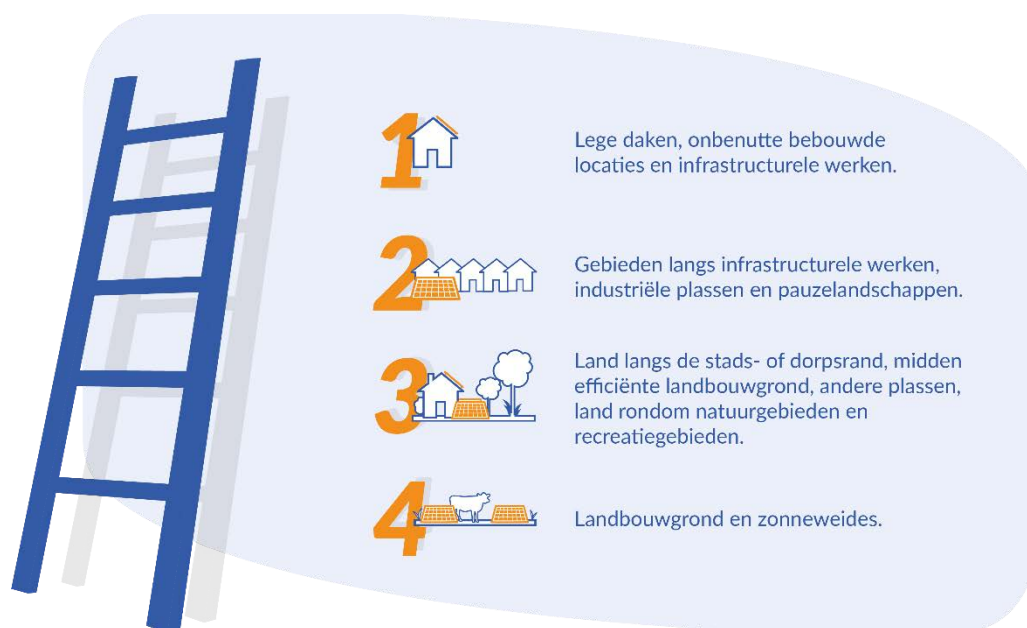 1
Lege daken, onbenutte bebouwde
locaties en infrastructurele werken.
2
Gebieden langs infrastructurele werken,
industriële plassen en pauzelandschappen.
3
Land langs de stads- of dorpsrand, midden
efficiënte landbouwgrond, andere plassen,
land rondom natuurgebieden en
recreatiegebieden.
4
Landbouwgrond en zonneweides.